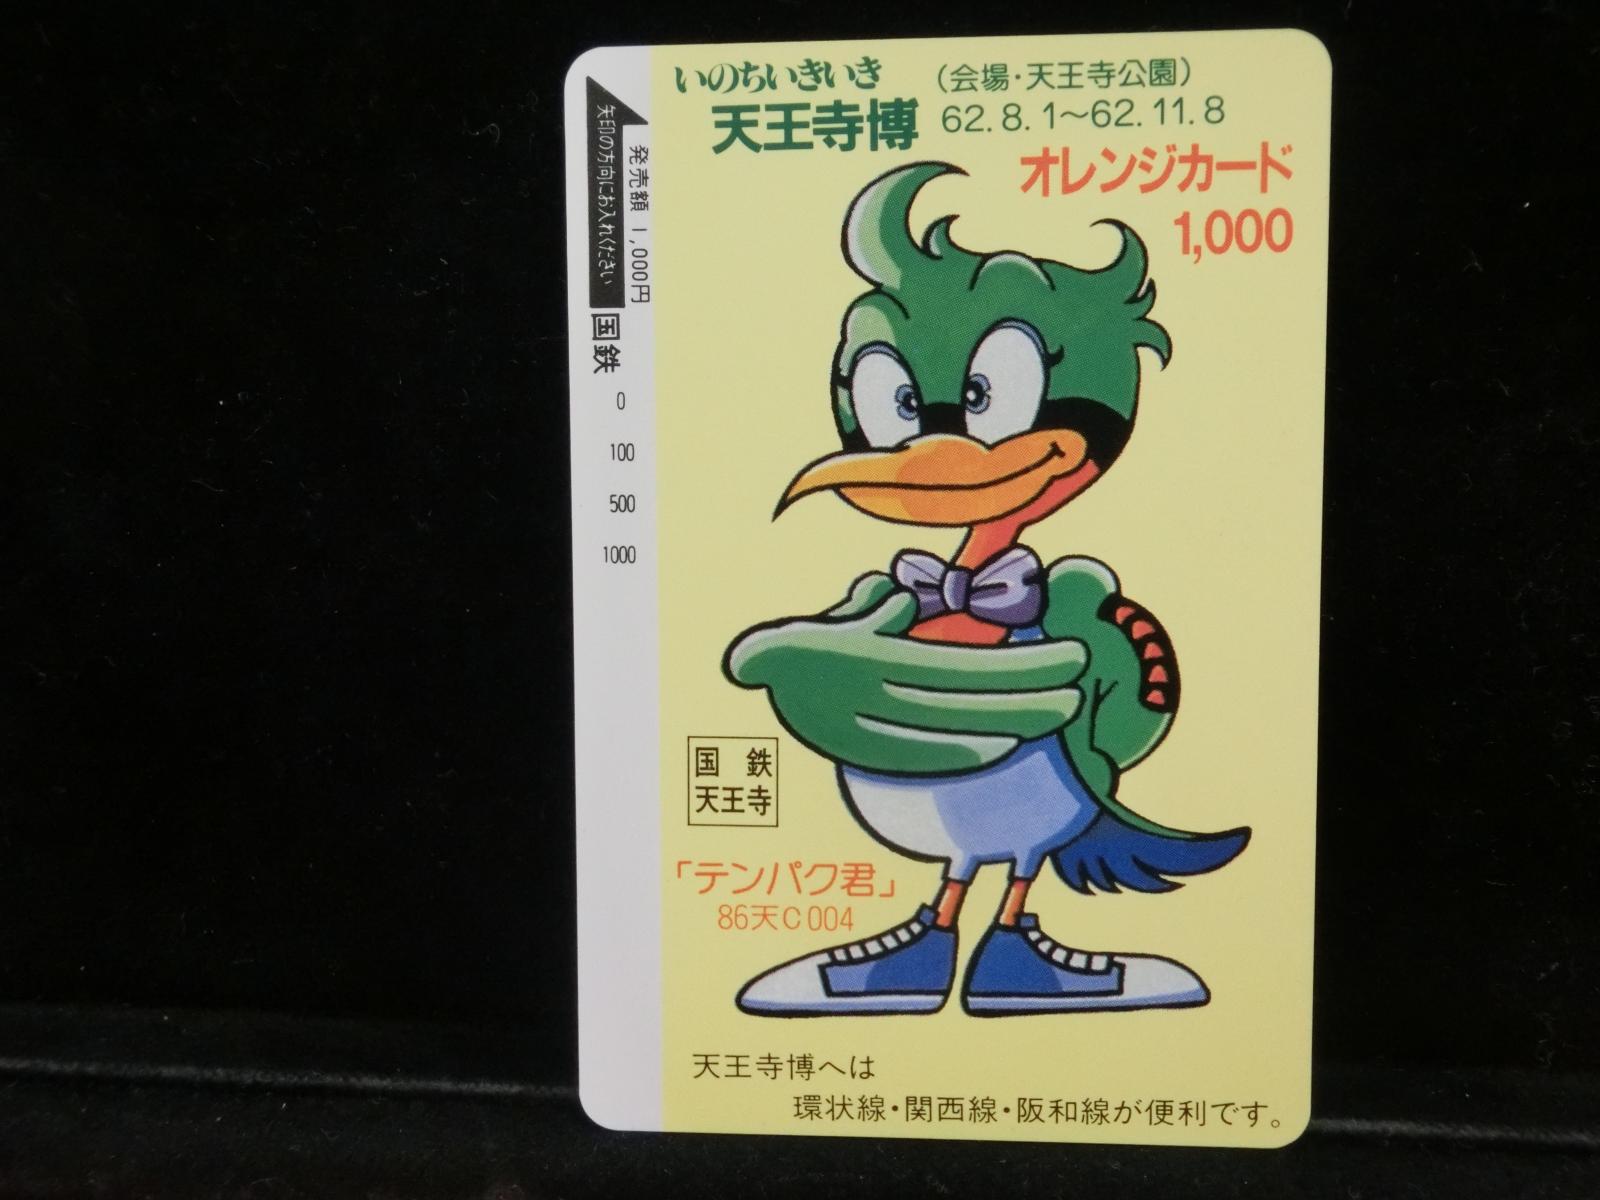 いのちいきいき
天王寺博
（会場・天王寺公園）
62.8.1～62.11.8
オレンジカード
1,000
矢印の方向にお入れください
発売額 1,000円
国鉄
0
100
500
1000
国鉄
天王寺
「テンパク君」
86天C004
天王寺博へは
環状線・関西線・阪和線が便利です。